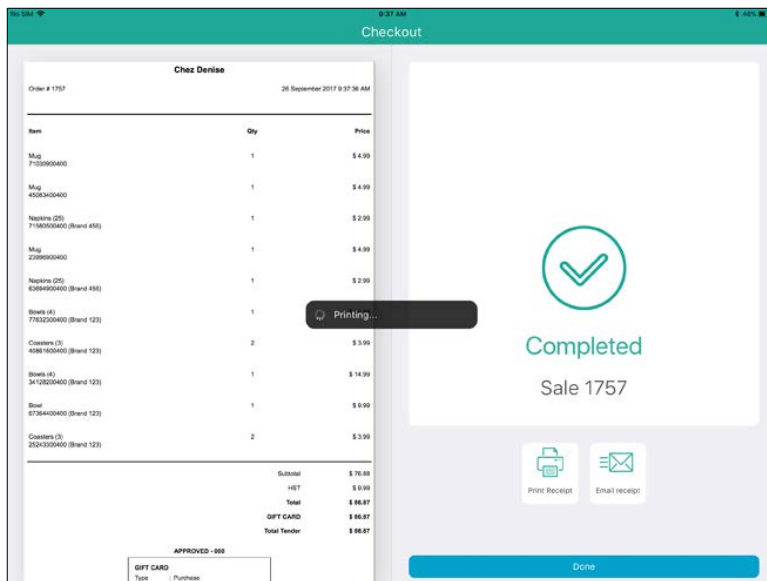 No SIM
9:37 AM
44%
Checkout
Chez Denise
Order # 1757
26 September 2017 9:37:36 AM
Item Qty Price
Mug 1 $ 4.99
71030900400
Mug 1 $ 4.99
45083400400
Napkins (25) 1 $ 2.99
71580500400 (Brand 456)
Mug 1 $ 4.99
23996900400
Napkins (25) 1 $ 2.99
63894900400 (Brand 456)
Bowls (4) 1
77632300400 (Brand 123)
Coasters (3) 2 $ 3.99
40861600400 (Brand 123)
Bowls (4) 1 $ 14.99
34128200400 (Brand 123)
Bowl 1 $ 9.99
67364400400 (Brand 123)
Coasters (3) 2 $ 3.99
25243300400 (Brand 123)
Subtotal $ 76.88
HST $ 9.99
Total $ 86.87
GIFT CARD $ 86.87
Total Tender $ 86.87
APPROVED - 000
GIFT CARD
Type : Purchase
Printing...
Completed
Sale 1757
Print Receipt
Email receipt
Done